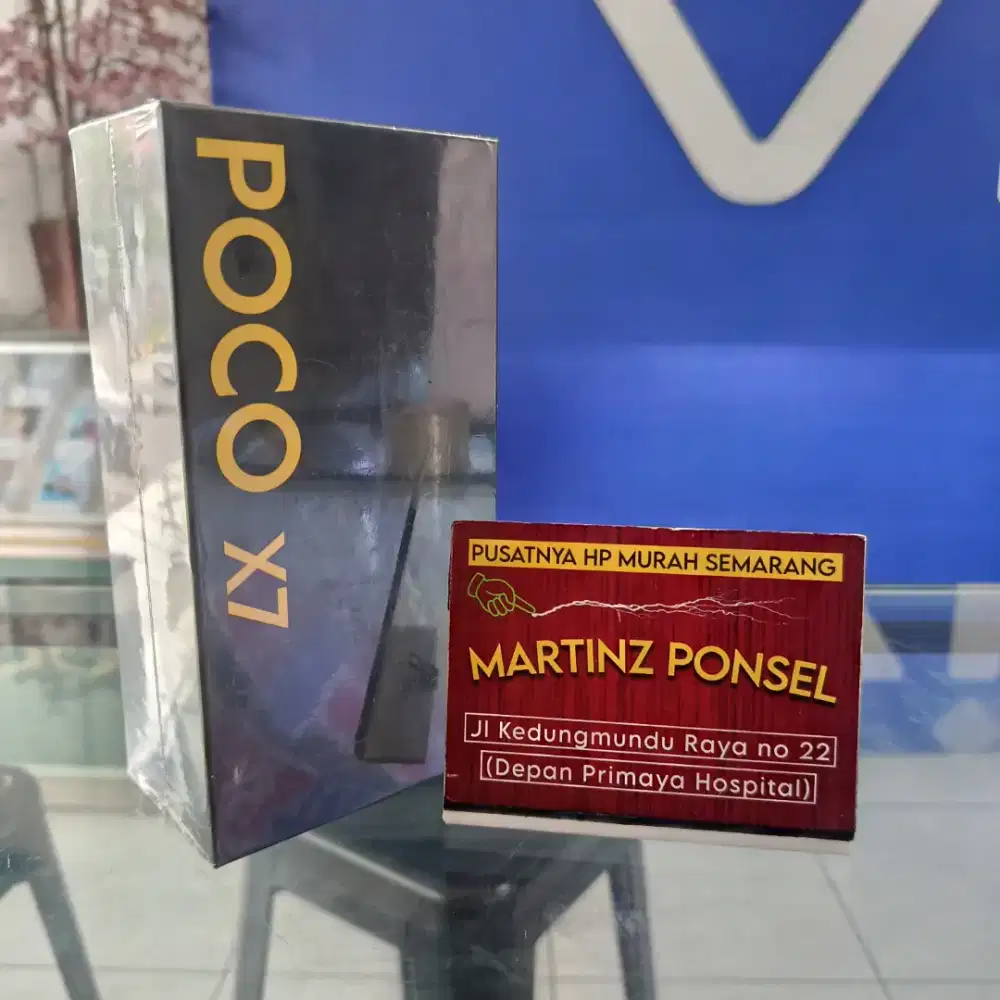 POCO X7
PUSATNYA HP MURAH SEMARANG
MARTINZ PONSEL
Jl Kedungmundu Raya no 22
(Depan Primaya Hospital)